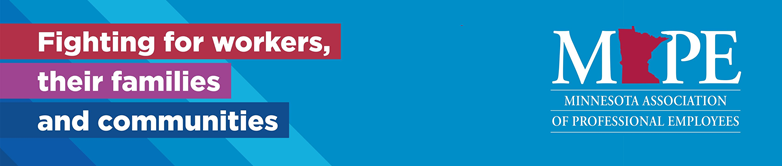 Fighting for workers,
their families
and communities
MAPE
MINNESOTA ASSOCIATION
OF PROFESSIONAL EMPLOYEES